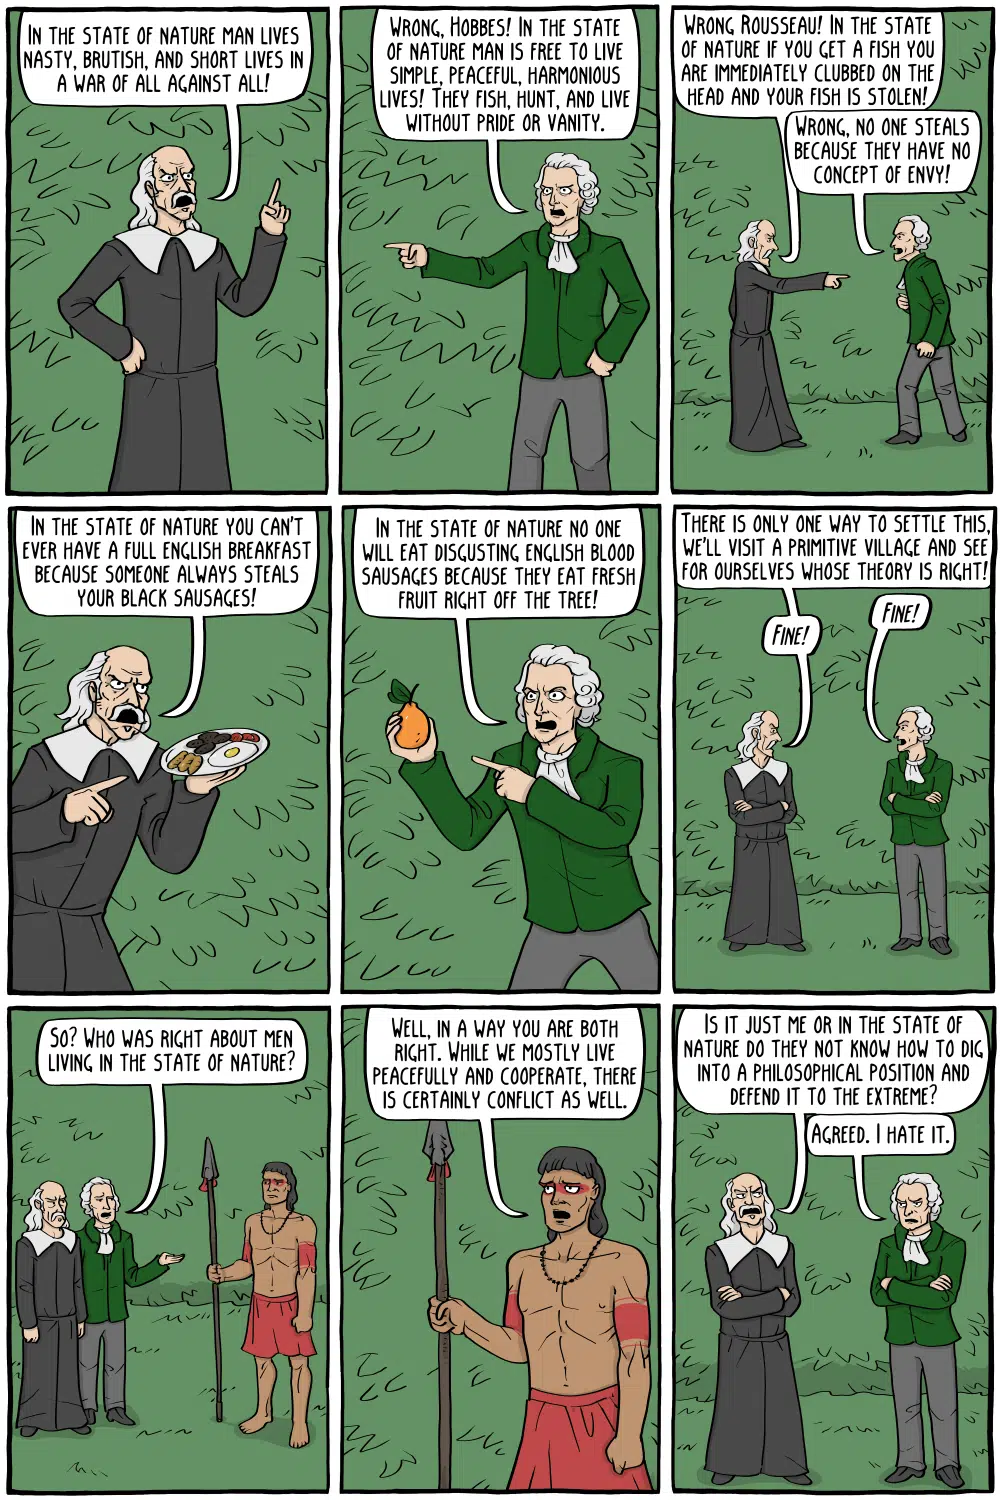 IN THE STATE OF NATURE MAN LIVES
NASTY, BRUTISH, AND SHORT LIVES IN
A WAR OF ALL AGAINST ALL!
WRONG, HOBBES! IN THE STATE
OF NATURE MAN IS FREE TO LIVE
SIMPLE, PEACEFUL, HARMONIOUS
LIVES! THEY FISH, HUNT, AND LIVE
WITHOUT PRIDE OR VANITY.
WRONG ROUSSEAU! IN THE STATE
OF NATURE IF YOU GET A FISH YOU
ARE IMMEDIATELY CLUBBED ON THE
HEAD AND YOUR FISH IS STOLEN!
WRONG, NO ONE STEALS
BECAUSE THEY HAVE NO
CONCEPT OF ENVY!
IN THE STATE OF NATURE YOU CAN'T
EVER HAVE A FULL ENGLISH BREAKFAST
BECAUSE SOMEONE ALWAYS STEALS
YOUR BLACK SAUSAGES!
IN THE STATE OF NATURE NO ONE
WILL EAT DISGUSTING ENGLISH BLOOD
SAUSAGES BECAUSE THEY EAT FRESH
FRUIT RIGHT OFF THE TREE!
THERE IS ONLY ONE WAY TO SETTLE THIS,
WE'LL VISIT A PRIMITIVE VILLAGE AND SEE
FOR OURSELVES WHOSE THEORY IS RIGHT!
FINE!
FINE!
SO? WHO WAS RIGHT ABOUT MEN
LIVING IN THE STATE OF NATURE?
WELL, IN A WAY YOU ARE BOTH
RIGHT. WHILE WE MOSTLY LIVE
PEACEFULLY AND COOPERATE, THERE
IS CERTAINLY CONFLICT AS WELL.
IS IT JUST ME OR IN THE STATE OF
NATURE DO THEY NOT KNOW HOW TO DIG
INTO A PHILOSOPHICAL POSITION AND
DEFEND IT TO THE EXTREME?
AGREED. I HATE IT.